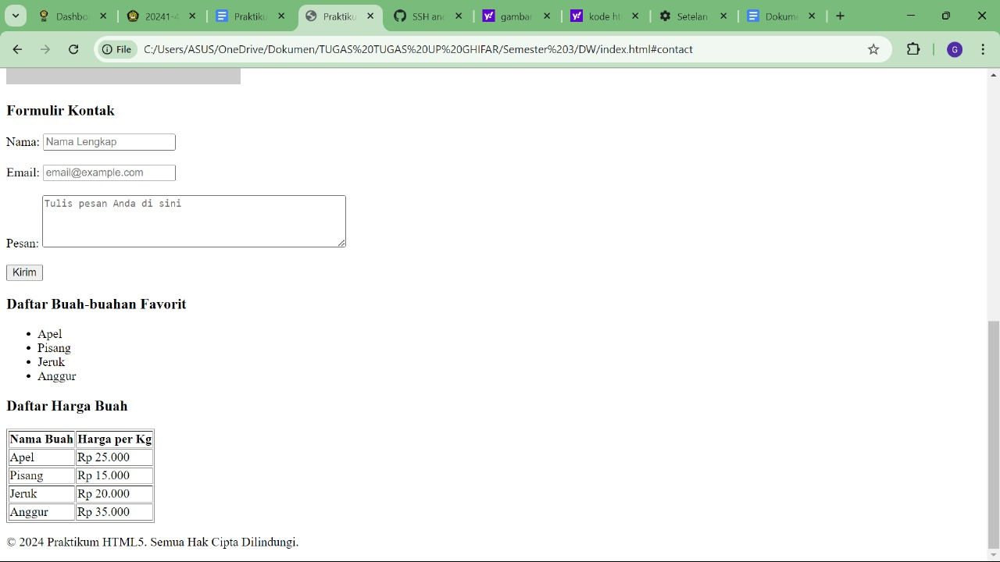 Dashbo
20241-4
Praktiku
Praktiku
SSH and
gambar
kode ht
Setelan
Dokume
File
C:/Users/ASUS/OneDrive/Dokumen/TUGAS%20TUGAS%20UP%20GHIFAR/Semester%203/DW/index.html#contact
G
Formulir Kontak
Nama: Nama Lengkap
Email: email@example.com
Tulis pesan Anda di sini
Pesan:
Kirim
Daftar Buah-buahan Favorit
Apel
Pisang
Jeruk
Anggur
Daftar Harga Buah
Nama Buah Harga per Kg
Apel Rp 25.000
Pisang Rp 15.000
Jeruk Rp 20.000
Anggur Rp 35.000
© 2024 Praktikum HTML5. Semua Hak Cipta Dilindungi.